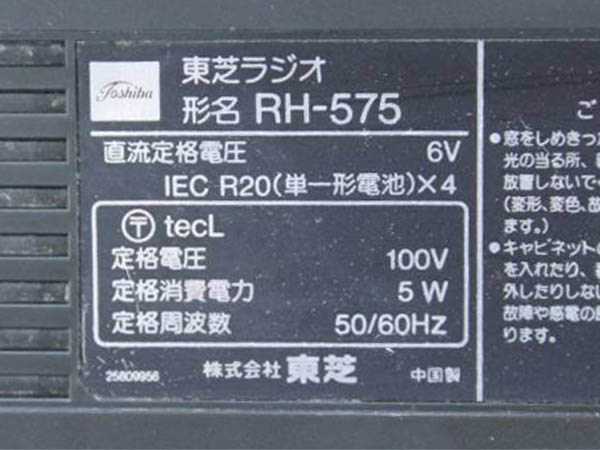 Toshiba
東芝ラジオ
形名 RH-575
直流定格電圧 6V
IEC R20(単一形電池)×4
〒 tecL
定格電圧 100V
定格消費電力 5 W
定格周波数 50/60HZ
25809956 株式会社 東芝 中国製
ご
●窓をしめきった
光の当る所、
放置しないで
(変形、変色、故
ます。)
●キャビネットの
を入れたり、
外したりしない
故障や感電の
ります。